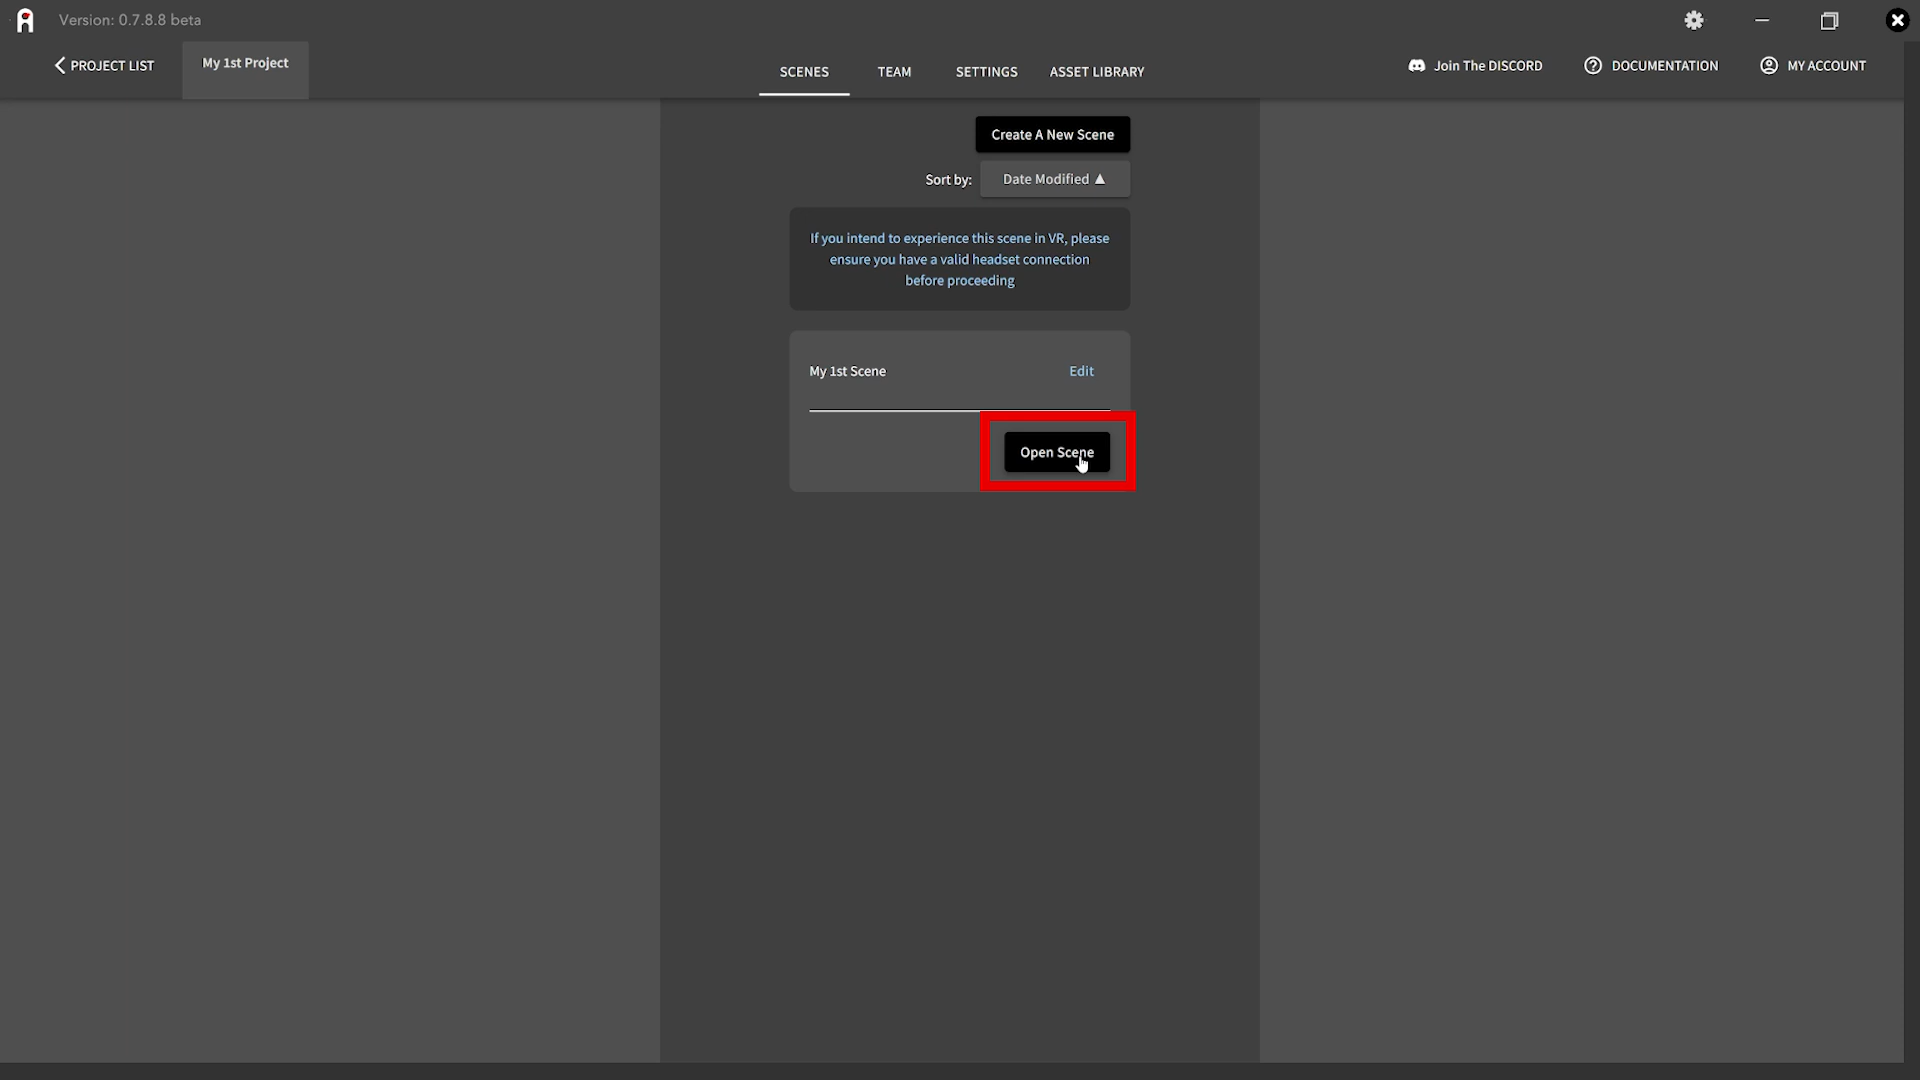 Version: 0.7.8.8 beta
PROJECT LIST
My 1st Project
SCENES
TEAM
SETTINGS
ASSET LIBRARY
Join The DISCORD
DOCUMENTATION
MY ACCOUNT
Create A New Scene
Sort by:
Date Modified ▲
If you intend to experience this scene in VR, please
ensure you have a valid headset connection
before proceeding
My 1st Scene
Edit
Open Scene